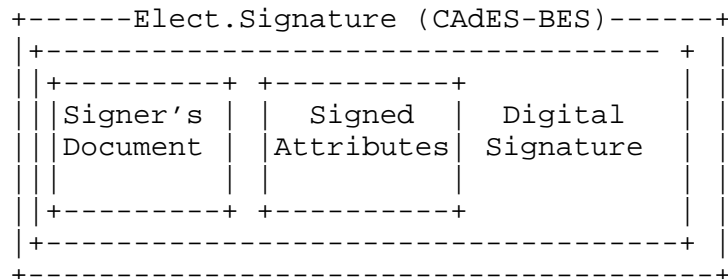 +------Elect.Signature (CAdES-BES)------+
|+---------------------------------- + |
||+---------+ +----------+ | |
|||Signer's | | Signed | Digital | |
|||Document | |Attributes| Signature | |
||| | | | | |
||+---------+ +----------+ | |
|+-----------------------------------+ |
+---------------------------------------+